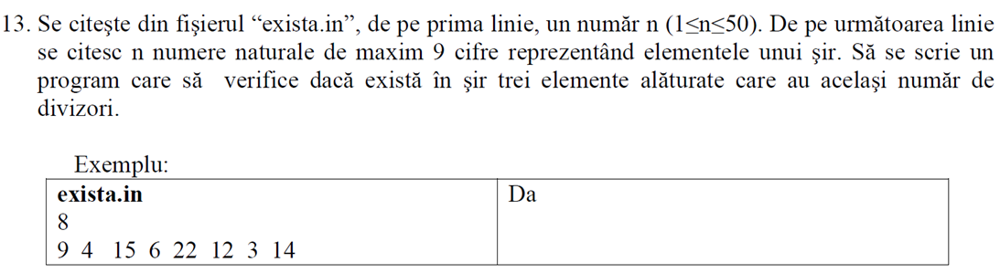 13. Se citeşte din fişierul “exista.in”, de pe prima linie, un număr n (1≤n≤50). De pe următoarea linie
se citesc n numere naturale de maxim 9 cifre reprezentând elementele unui şir. Să se scrie un
program care să verifice dacă există în şir trei elemente alăturate care au acelaşi număr de
divizori.
Exemplu:
exista.in
8
9 4 15 6 22 12 3 14
Da